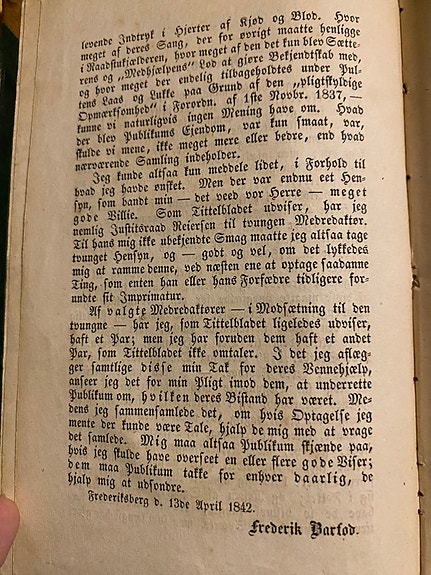 levende Indtryk i Hjerter af Kjød og Blod. Hvor
meget af deres Sang, der for øvrigt maatte henligge
i Raadstukjælderen, hvor meget af den det kun blev Sætte-
rens og „Medhjælpens“ Lod at gjøre Bekjendtskab med,
og hvor meget der endelig tilbageholdtes under Pul-
tens Laas og Lukke paa Grund af den „pligtskyldige
Opmærksomhed“ i Forordn. af 1ste Novbr. 1837, —
kunne vi naturligvis ingen Mening have om. Hvad
der blev Publikums Ejendom, var kun smaat, var,
skulde vi mene, ikke meget mere eller bedre, end hvad
nærværende Samling indeholder.
Jeg kunde altsaa kun meddele lidet, i Forhold til
hvad jeg havde ønsket. Men der var endnu eet Hen-
syn, som bandt min — det veed vor Herre — meget
gode Villie. Som Tittelbladet udviser, har jeg
nemlig Justitsraad Reiersen til tvungen Medredaktør.
Til hans mig ikke ubekjendte Smag maatte jeg altsaa tage
tvunget Hensyn, og — godt og vel, om det lykkedes
mig at ramme denne, ved næsten ene at optage saadanne
Ting, som enten han eller hans Forfædre tidligere for-
undte sit Imprimatur.
Af valgte Medredaktører — i Modsætning til den
tvungne — har jeg, som Tittelbladet ligeledes udviser,
haft et Par; men jeg har foruden dem haft et andet
Par, som Tittelbladet ikke omtaler. I det jeg aflæg-
ger samtlige disse min Tak for deres Vennehjælp,
anseer jeg det for min Pligt imod dem, at underrette
Publikum om, hvilken deres Bistand har været. Me-
dens jeg sammensamlede det, om hvis Optagelse jeg
mente der kunde være Tale, hjalp de mig med at vrage
det samlede. Mig maa altsaa Publikum skjænde paa,
hvis jeg skulde have overseet en eller flere gode Viser;
dem maa Publikum takke for enhver daarlig, de
hjalp mig at udsondre.
Frederiksberg d. 13de April 1842.
Frederik Barfod.